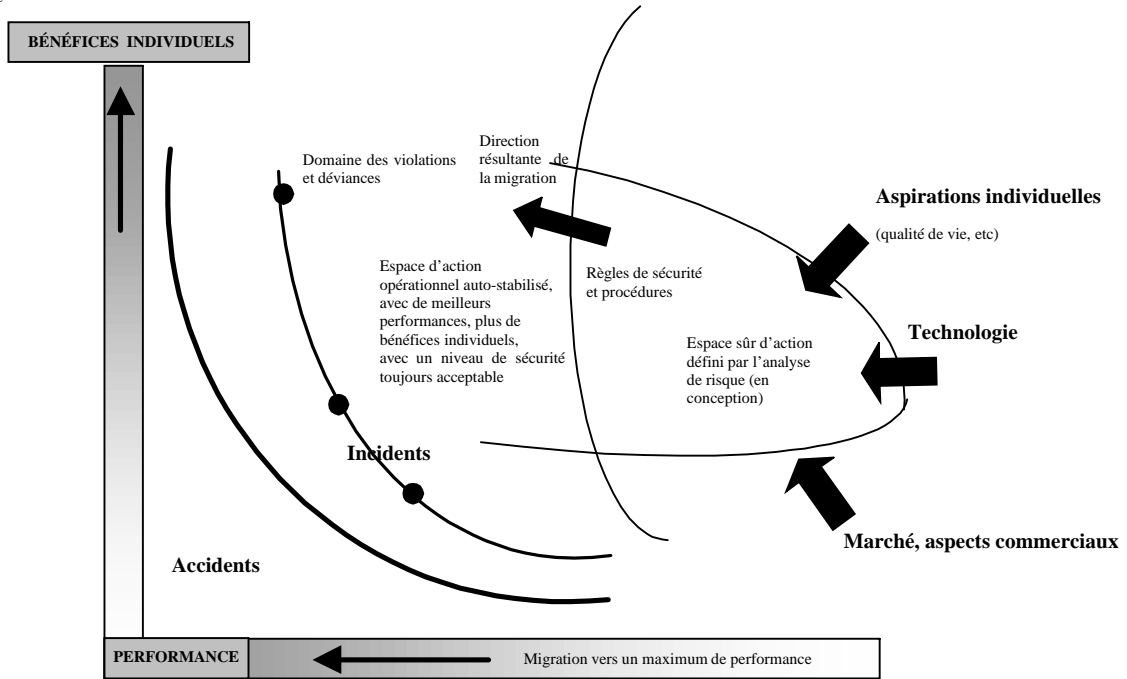 BÉNÉFICES INDIVIDUELS
Domaine des violations
et déviances
Direction
résultante de
la migration
Aspirations individuelles
(qualité de vie, etc)
Espace d'action
opérationnel auto-stabilisé,
avec de meilleurs
performances, plus de
bénéfices individuels,
avec un niveau de sécurité
toujours acceptable
Règles de sécurité
et procédures
Technologie
Espace sûr d'action
défini par l'analyse
de risque (en
conception)
Incidents
Marché, aspects commerciaux
Accidents
PERFORMANCE
Migration vers un maximum de performance